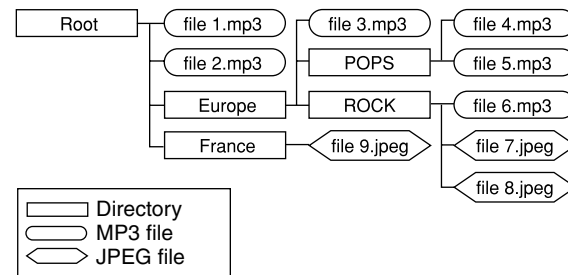 Root file 1.mp3 file 3.mp3 file 4.mp3
file 2.mp3 POPS file 5.mp3
Europe ROCK file 6.mp3
France file 9.jpeg file 7.jpeg
file 8.jpeg
Directory
MP3 file
JPEG file